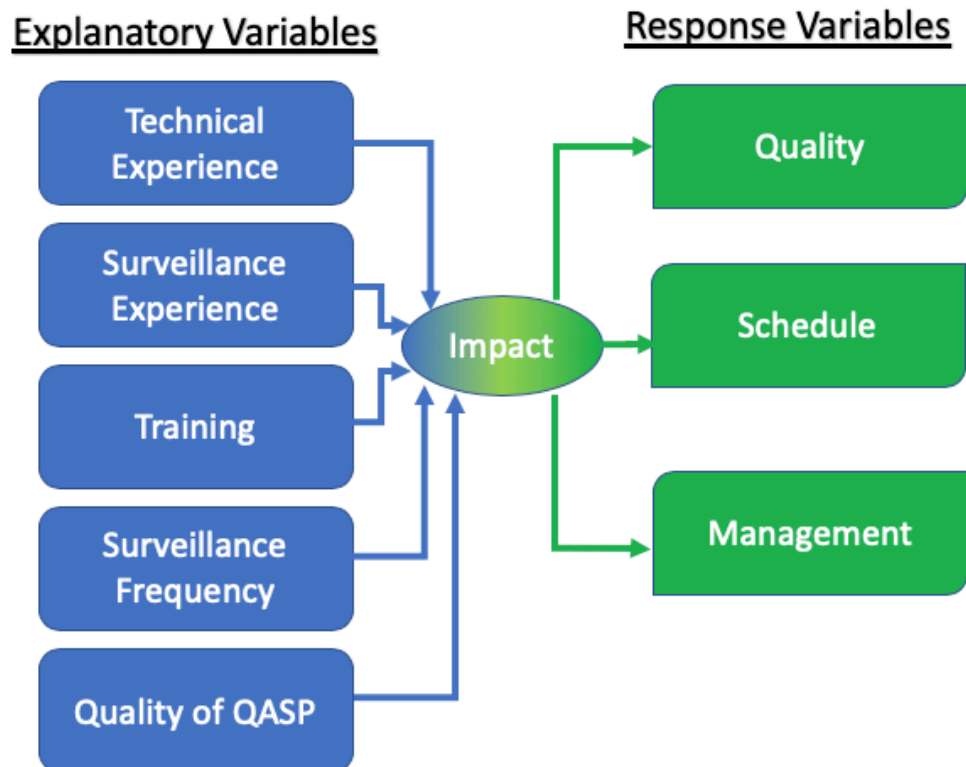 Explanatory Variables
Technical
Experience
Surveillance
Experience
Training
Surveillance
Frequency
Quality of QASP
Impact
Response Variables
Quality
Schedule
Management